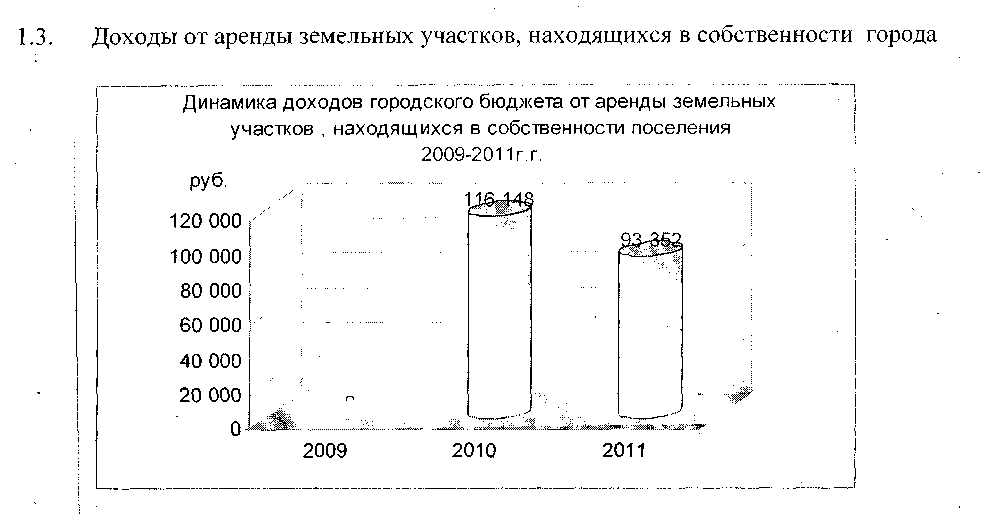 1.3. Доходы от аренды земельных участков, находящихся в собственности города
Динамика доходов городского бюджета от аренды земельных
участков , находящихся в собственности поселения
2009-2011г.г.
руб.
116 148
93 352
120 000
100 000
80 000
60 000
40 000
20 000
0
2009
2010
2011